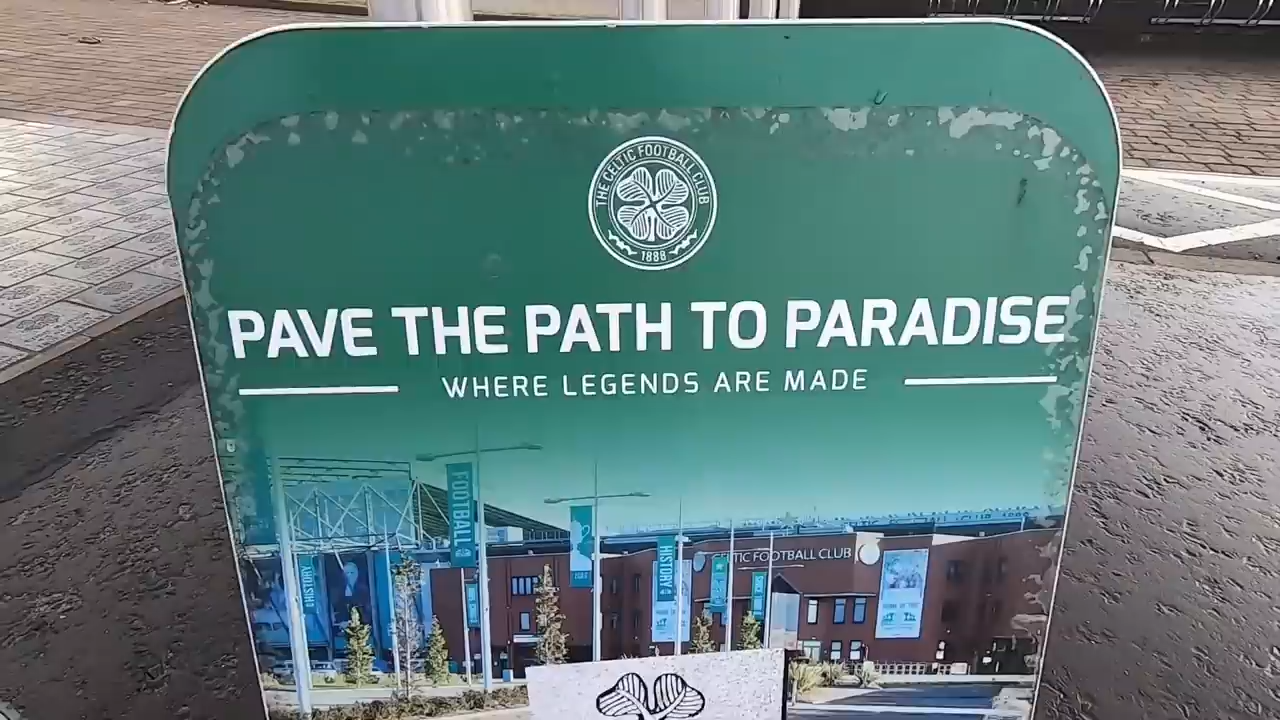 THE CELTIC FOOTBALL CLUB
1888
PAVE THE PATH TO PARADISE
WHERE LEGENDS ARE MADE
FOOTBALL
HISTORY
HISTORY
CELTIC FOOTBALL CLUB